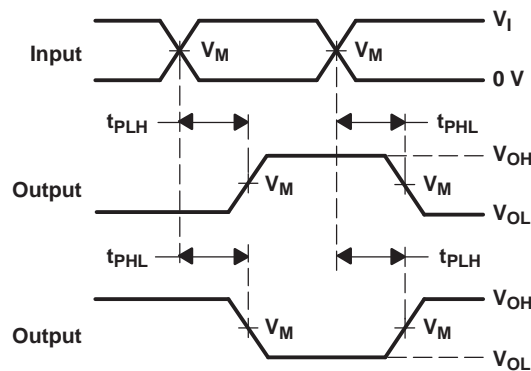 V_I
Input V_M V_M
0 V
t_PLH t_PHL
V_OH
Output V_M V_M
V_OL
t_PHL t_PLH
V_OH
Output V_M V_M
V_OL